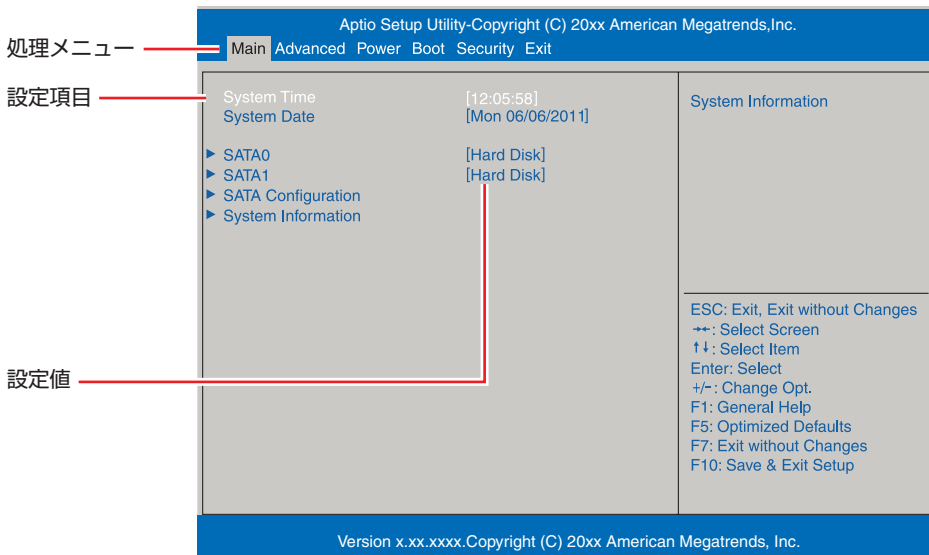 Aptio Setup Utility-Copyright (C) 20xx American Megatrends,Inc.
処理メニュー
Main Advanced Power Boot Security Exit
設定項目
System Time [12:05:58]
System Date [Mon 06/06/2011]
► SATA0 [Hard Disk]
► SATA1 [Hard Disk]
► SATA Configuration
► System Information
設定値
System Information
ESC: Exit, Exit without Changes
→←: Select Screen
↑↓: Select Item
Enter: Select
+/-: Change Opt.
F1: General Help
F5: Optimized Defaults
F7: Exit without Changes
F10: Save & Exit Setup
Version x.xx.xxxx.Copyright (C) 20xx American Megatrends, Inc.